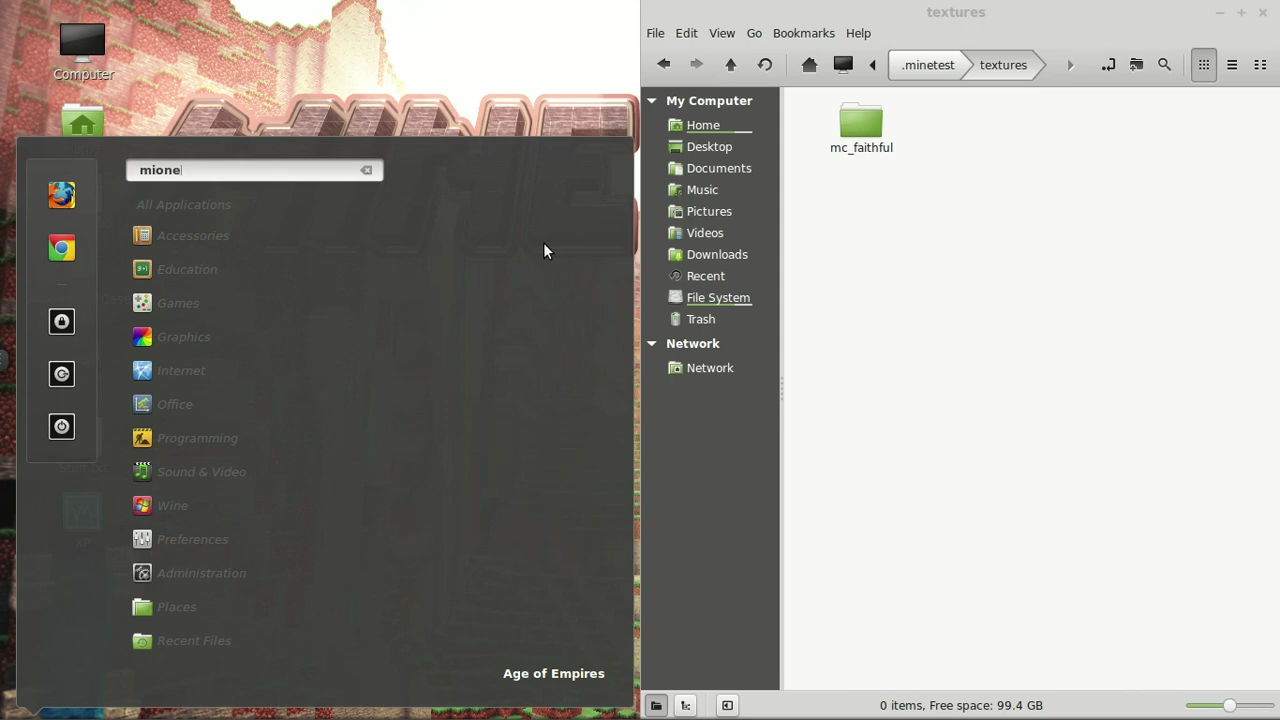 Computer
mione
All Applications
Accessories
Education
Games
Graphics
Internet
Office
Programming
Sound & Video
Wine
Preferences
Administration
Places
Recent Files
Age of Empires
XP
textures
File Edit View Go Bookmarks Help
.minetest textures
My Computer
Home
Desktop
Documents
Music
Pictures
Videos
Downloads
Recent
File System
Trash
Network
Network
mc_faithful
0 items, Free space: 99.4 GB